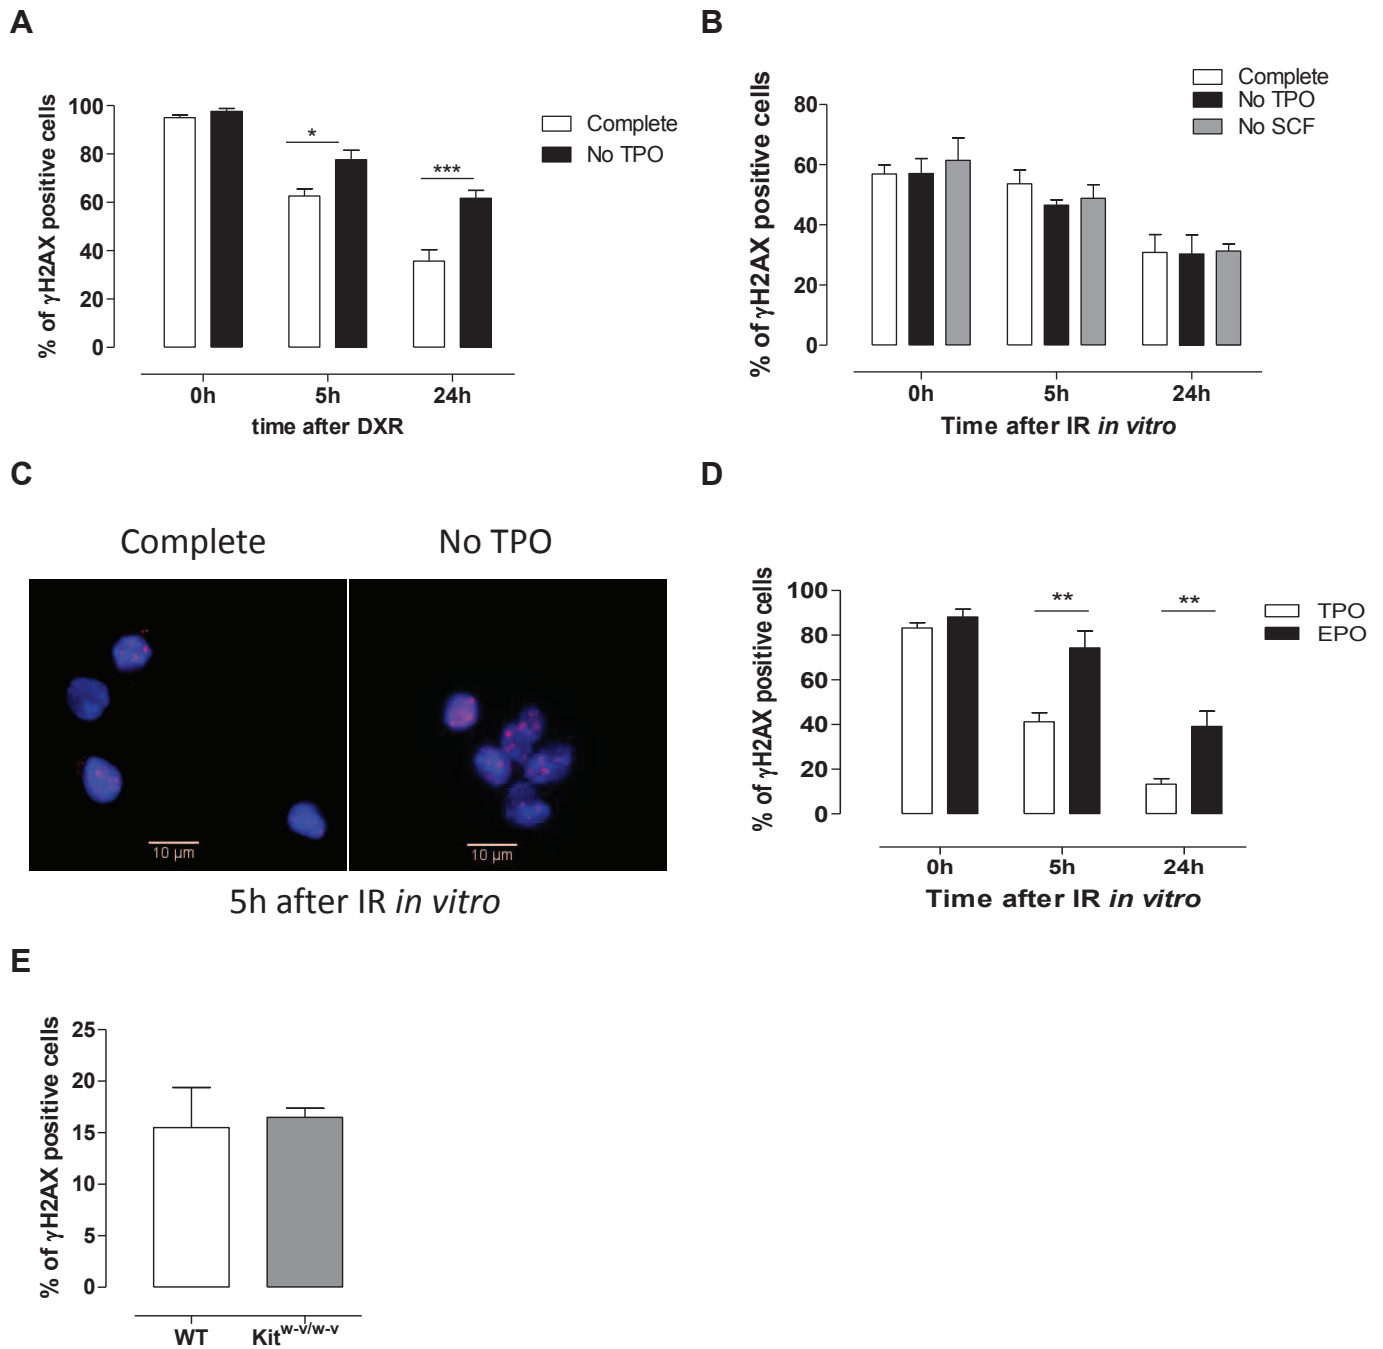 A
% of γH2AX positive cells
100
80
60
40
20
0
*
***
Complete
No TPO
0h 5h 24h
time after DXR
B
% of γH2AX positive cells
80
60
40
20
0
Complete
No TPO
No SCF
0h 5h 24h
Time after IR in vitro
C
Complete No TPO
10 µm 10 µm
5h after IR in vitro
D
% of γH2AX positive cells
100
80
60
40
20
0
** **
TPO
EPO
0h 5h 24h
Time after IR in vitro
E
% of γH2AX positive cells
25
20
15
10
5
0
WT Kitw-v/w-v